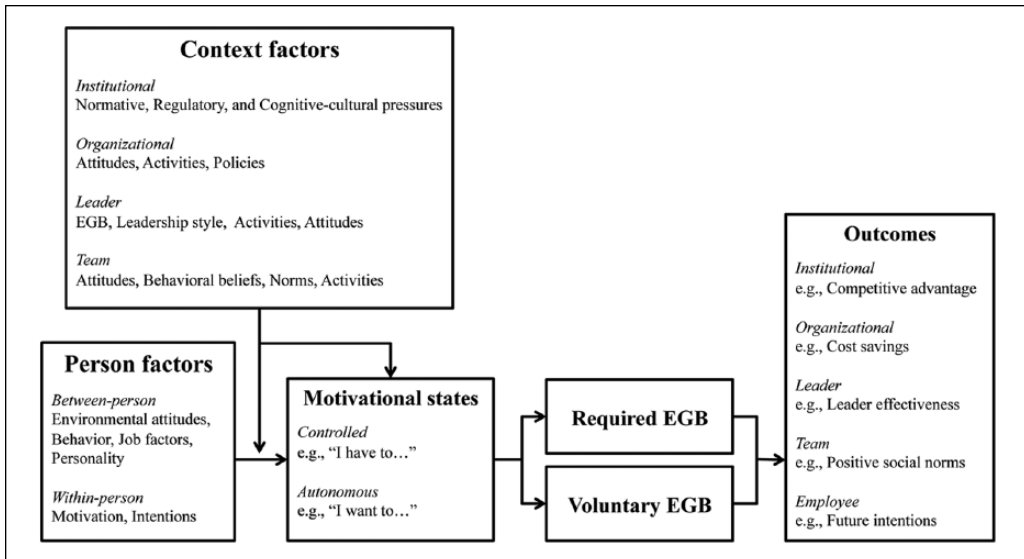 Context factors
Institutional
Normative, Regulatory, and Cognitive-cultural pressures
Organizational
Attitudes, Activities, Policies
Leader
EGB, Leadership style, Activities, Attitudes
Team
Attitudes, Behavioral beliefs, Norms, Activities
Person factors
Between-person
Environmental attitudes,
Behavior, Job factors,
Personality
Within-person
Motivation, Intentions
Motivational states
Controlled
e.g., “I have to…”
Autonomous
e.g., “I want to…”
Required EGB
Voluntary EGB
Outcomes
Institutional
e.g., Competitive advantage
Organizational
e.g., Cost savings
Leader
e.g., Leader effectiveness
Team
e.g., Positive social norms
Employee
e.g., Future intentions